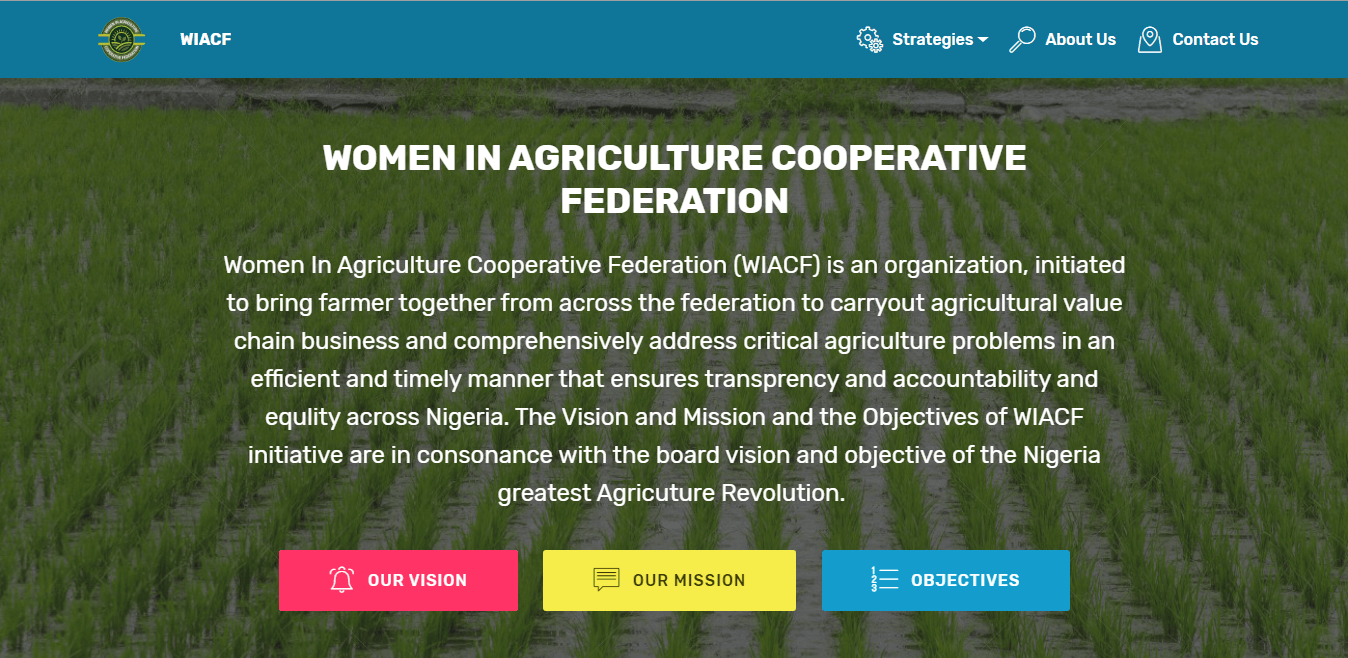 WIACF
Strategies
About Us
Contact Us
WOMEN IN AGRICULTURE COOPERATIVE
FEDERATION
Women In Agriculture Cooperative Federation (WIACF) is an organization, initiated
to bring farmer together from across the federation to carryout agricultural value
chain business and comprehensively address critical agriculture problems in an
efficient and timely manner that ensures transprency and accountability and
equlity across Nigeria. The Vision and Mission and the Objectives of WIACF
initiative are in consonance with the board vision and objective of the Nigeria
greatest Agricuture Revolution.
OUR VISION
OUR MISSION
1
2
3
OBJECTIVES